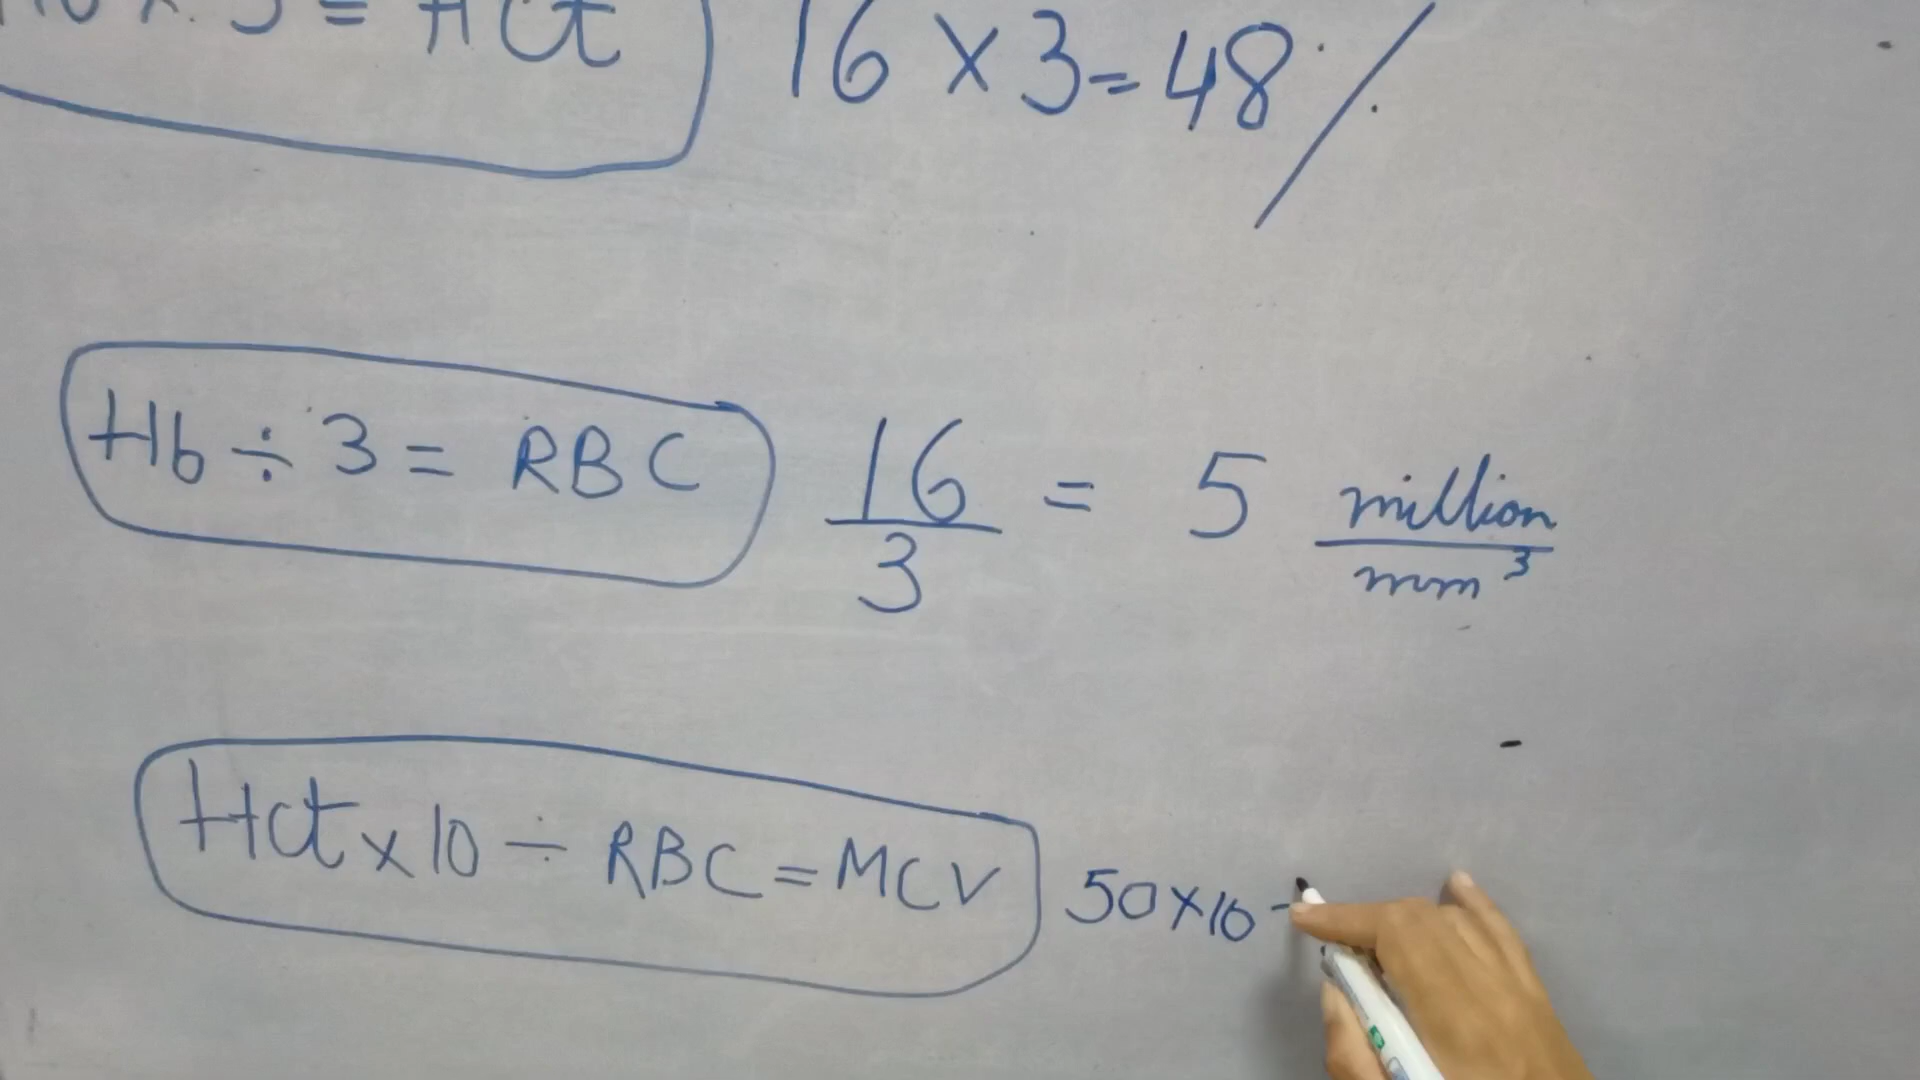 Hb × 3 = Hct 16 × 3 = 48 %
Hb ÷ 3 = RBC 16/3 = 5 million/mm³
Hct × 10 ÷ RBC = MCV 50 × 10 -